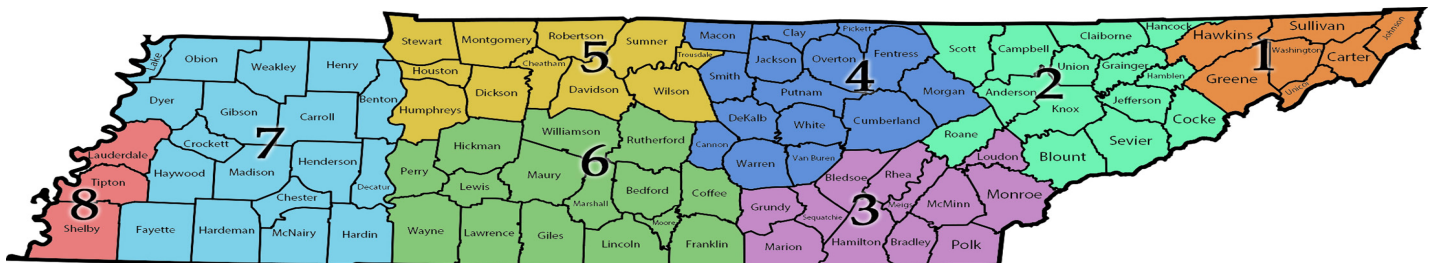 Lake
Obion
Weakley
Henry
Dyer
Gibson
Carroll
Benton
Crockett
7
Lauderdale
Haywood
Madison
Henderson
Decatur
Tipton
8
Chester
Shelby
Fayette
Hardeman
McNairy
Hardin
Stewart
Montgomery
Robertson
Sumner
Trousdale
Houston
Cheatham
5
Humphreys
Dickson
Davidson
Wilson
Williamson
Rutherford
Hickman
6
Perry
Lewis
Maury
Bedford
Coffee
Marshall
Moore
Wayne
Lawrence
Giles
Lincoln
Franklin
Macon
Clay
Pickett
Fentress
Jackson
Overton
4
Smith
Putnam
Morgan
DeKalb
White
Cumberland
Cannon
Warren
Van Buren
Scott
Campbell
Claiborne
Hancock
Union
Grainger
2
Hamblen
Anderson
Knox
Jefferson
Cocke
Roane
Sevier
Blount
Loudon
Bledsoe
Rhea
Monroe
Grundy
Sequatchie
3
Meigs
McMinn
Marion
Hamilton
Bradley
Polk
Hawkins
Sullivan
Johnson
Washington
1
Carter
Greene
Unicoi